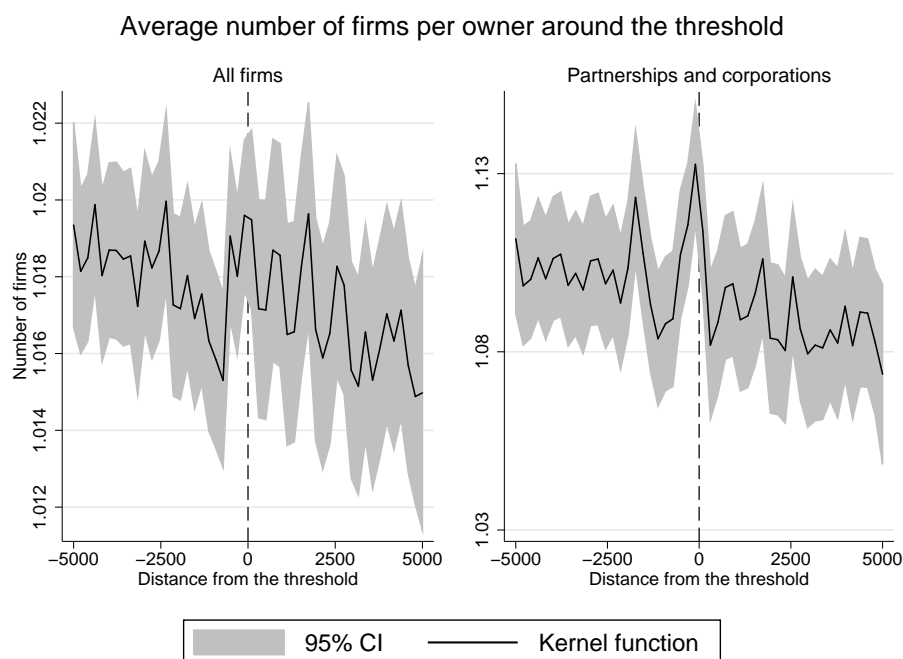 Average number of firms per owner around the threshold
All firms
Number of firms
1.022
1.02
1.018
1.016
1.014
1.012
−5000 −2500 0 2500 5000
Distance from the threshold
Partnerships and corporations
1.13
1.08
1.03
−5000 −2500 0 2500 5000
Distance from the threshold
95% CI Kernel function